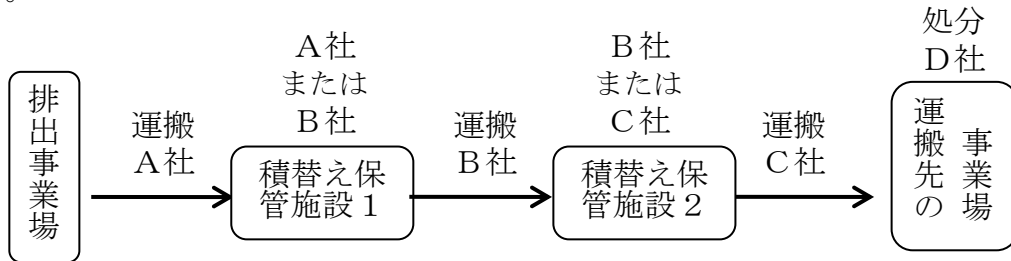 。
排出事業場
運搬
Ａ社
Ａ社
または
Ｂ社
積替え保
管施設１
運搬
Ｂ社
Ｂ社
または
Ｃ社
積替え保
管施設２
運搬
Ｃ社
処分
Ｄ社
運搬先の
事業場